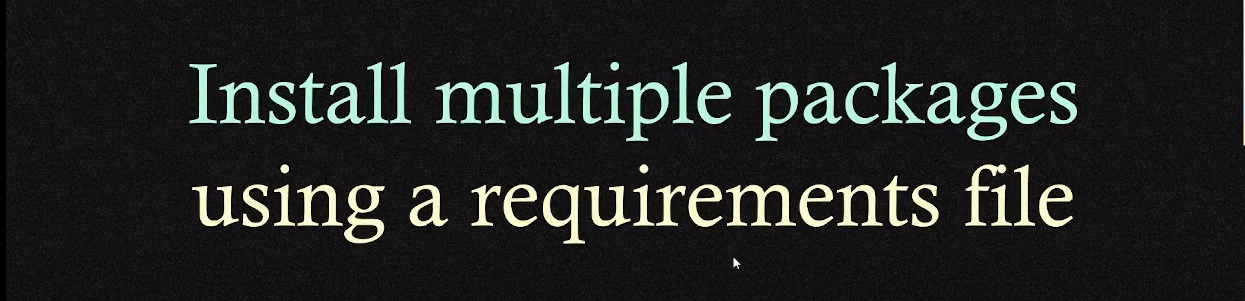 Install multiple packages
using a requirements file